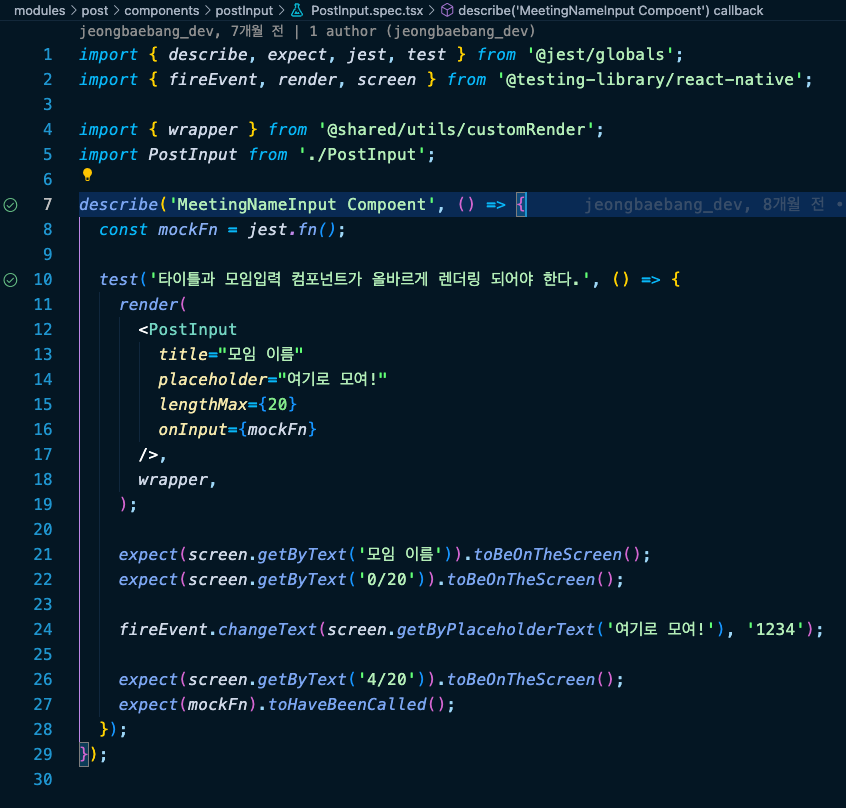 modules > post > components > postInput > PostInput.spec.tsx > describe('MeetingNameInput Compoent') callback
jeongbaebang_dev, 7개월 전 | 1 author (jeongbaebang_dev)
1 import { describe, expect, jest, test } from '@jest/globals';
2 import { fireEvent, render, screen } from '@testing-library/react-native';
3
4 import { wrapper } from '@shared/utils/customRender';
5 import PostInput from './PostInput';
6
7 describe('MeetingNameInput Compoent', () => { jeongbaebang_dev, 8개월 전 •
8 const mockFn = jest.fn();
9
10 test('타이틀과 모임입력 컴포넌트가 올바르게 렌더링 되어야 한다.', () => {
11 render(
12 <PostInput
13 title="모임 이름"
14 placeholder="여기로 모여!"
15 lengthMax={20}
16 onInput={mockFn}
17 />,
18 wrapper,
19 );
20
21 expect(screen.getByText('모임 이름')).toBeOnTheScreen();
22 expect(screen.getByText('0/20')).toBeOnTheScreen();
23
24 fireEvent.changeText(screen.getByPlaceholderText('여기로 모여!'), '1234');
25
26 expect(screen.getByText('4/20')).toBeOnTheScreen();
27 expect(mockFn).toHaveBeenCalled();
28 });
29 });
30